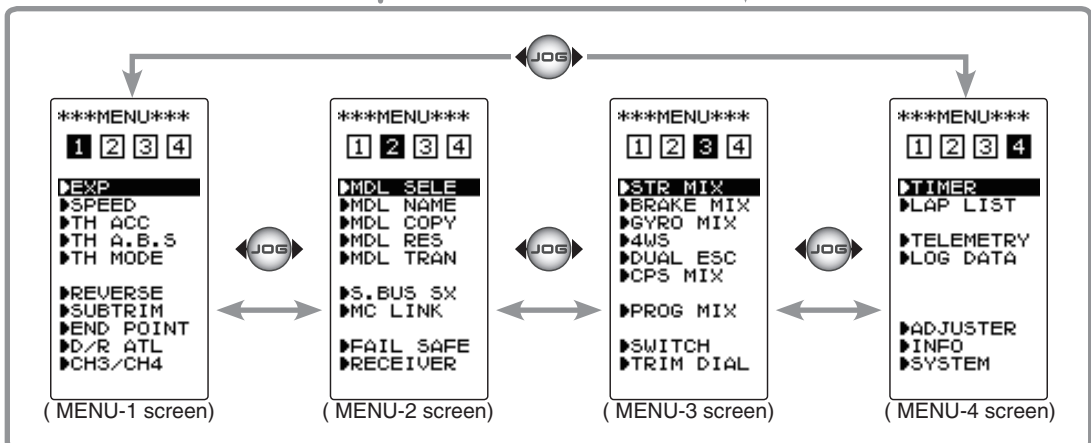 JOG
***MENU***
1 2 3 4
EXP
SPEED
TH ACC
TH A.B.S
TH MODE
REVERSE
SUBTRIM
END POINT
D/R ATL
CH3/CH4
( MENU-1 screen)
JOG
***MENU***
1 2 3 4
MDL SELE
MDL NAME
MDL COPY
MDL RES
MDL TRAN
S.BUS SX
MC LINK
FAIL SAFE
RECEIVER
( MENU-2 screen)
JOG
***MENU***
1 2 3 4
STR MIX
BRAKE MIX
GYRO MIX
4WS
DUAL ESC
CPS MIX
PROG MIX
SWITCH
TRIM DIAL
( MENU-3 screen)
JOG
***MENU***
1 2 3 4
TIMER
LAP LIST
TELEMETRY
LOG DATA
ADJUSTER
INFO
SYSTEM
( MENU-4 screen)